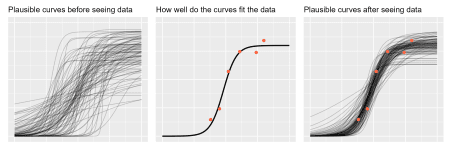 Plausible curves before seeing data
How well do the curves fit the data
Plausible curves after seeing data